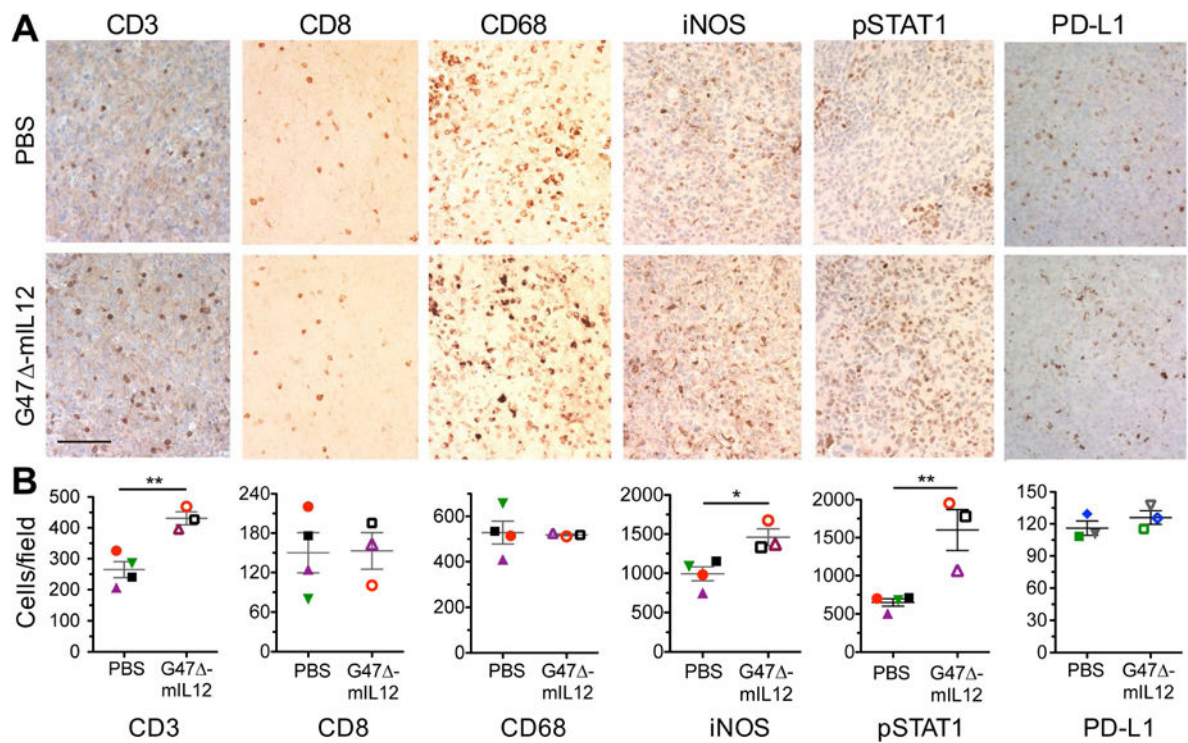 A
CD3 CD8 CD68 iNOS pSTAT1 PD-L1
PBS
G47Δ-mIL12
B
Cells/field
500
400
300
200
100
0
**
PBS G47Δ-
mIL12
CD3
240
180
120
60
0
PBS G47Δ-
mIL12
CD8
600
400
200
0
PBS G47Δ-
mIL12
CD68
2000
1500
1000
500
0
*
PBS G47Δ-
mIL12
iNOS
2000
1500
1000
500
0
**
PBS G47Δ-
mIL12
pSTAT1
150
120
90
60
30
0
PBS G47Δ-
mIL12
PD-L1